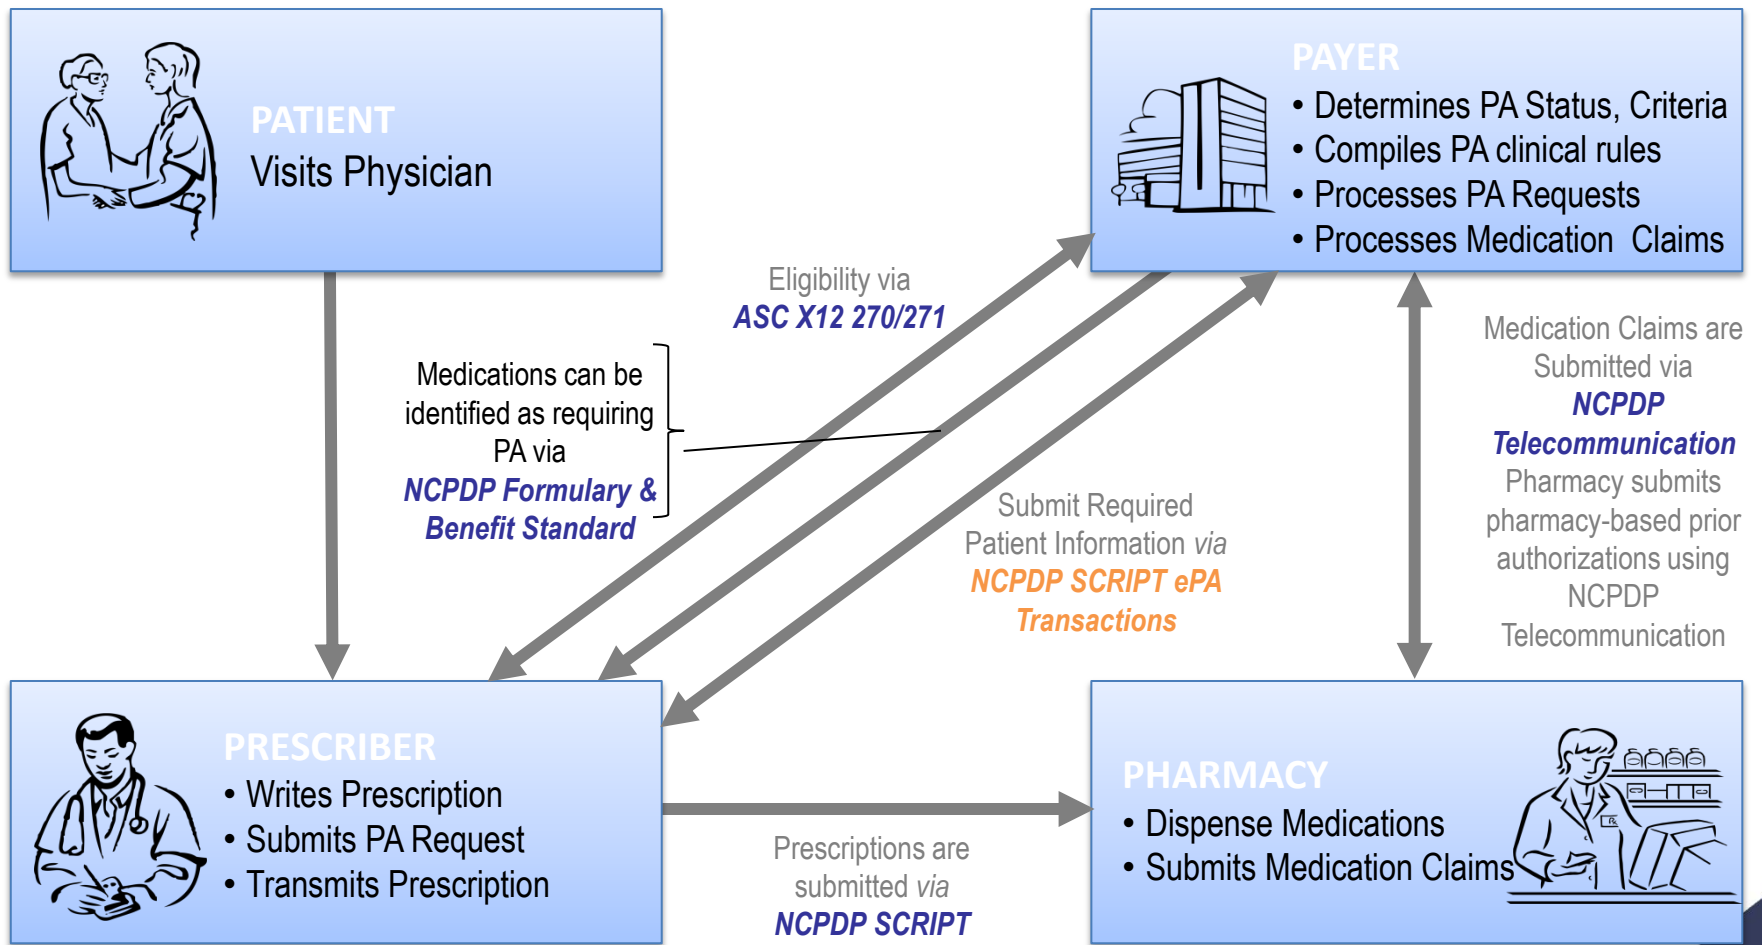 PATIENT
Visits Physician
PAYER
• Determines PA Status, Criteria
• Compiles PA clinical rules
• Processes PA Requests
• Processes Medication Claims
Eligibility via
ASC X12 270/271
Medications can be
identified as requiring
PA via
NCPDP Formulary &
Benefit Standard
Submit Required
Patient Information via
NCPDP SCRIPT ePA
Transactions
Medication Claims are
Submitted via
NCPDP
Telecommunication
Pharmacy submits
pharmacy-based prior
authorizations using
NCPDP
Telecommunication
PRESCRIBER
• Writes Prescription
• Submits PA Request
• Transmits Prescription
Prescriptions are
submitted via
NCPDP SCRIPT
PHARMACY
• Dispense Medications
• Submits Medication Claims